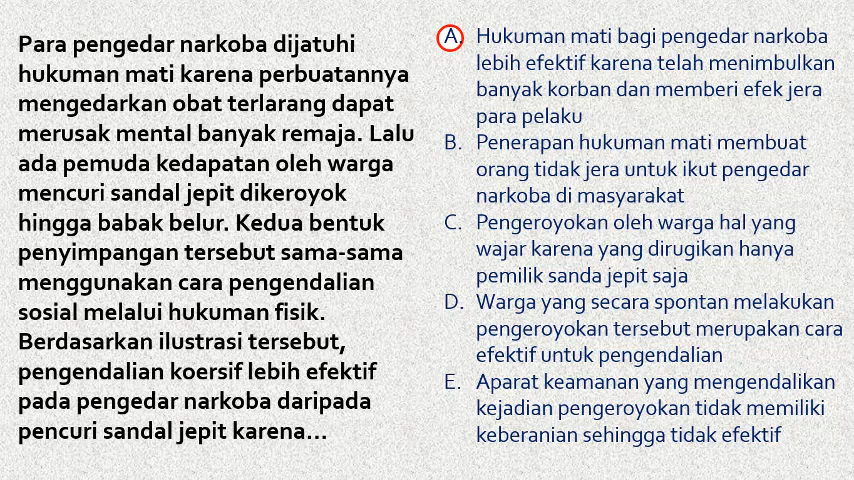 Para pengedar narkoba dijatuhi
hukuman mati karena perbuatannya
mengedarkan obat terlarang dapat
merusak mental banyak remaja. Lalu
ada pemuda kedapatan oleh warga
mencuri sandal jepit dikeroyok
hingga babak belur. Kedua bentuk
penyimpangan tersebut sama-sama
menggunakan cara pengendalian
sosial melalui hukuman fisik.
Berdasarkan ilustrasi tersebut,
pengendalian koersif lebih efektif
pada pengedar narkoba daripada
pencuri sandal jepit karena...
A. Hukuman mati bagi pengedar narkoba
lebih efektif karena telah menimbulkan
banyak korban dan memberi efek jera
para pelaku
B. Penerapan hukuman mati membuat
orang tidak jera untuk ikut pengedar
narkoba di masyarakat
C. Pengeroyokan oleh warga hal yang
wajar karena yang dirugikan hanya
pemilik sanda jepit saja
D. Warga yang secara spontan melakukan
pengeroyokan tersebut merupakan cara
efektif untuk pengendalian
E. Aparat keamanan yang mengendalikan
kejadian pengeroyokan tidak memiliki
keberanian sehingga tidak efektif